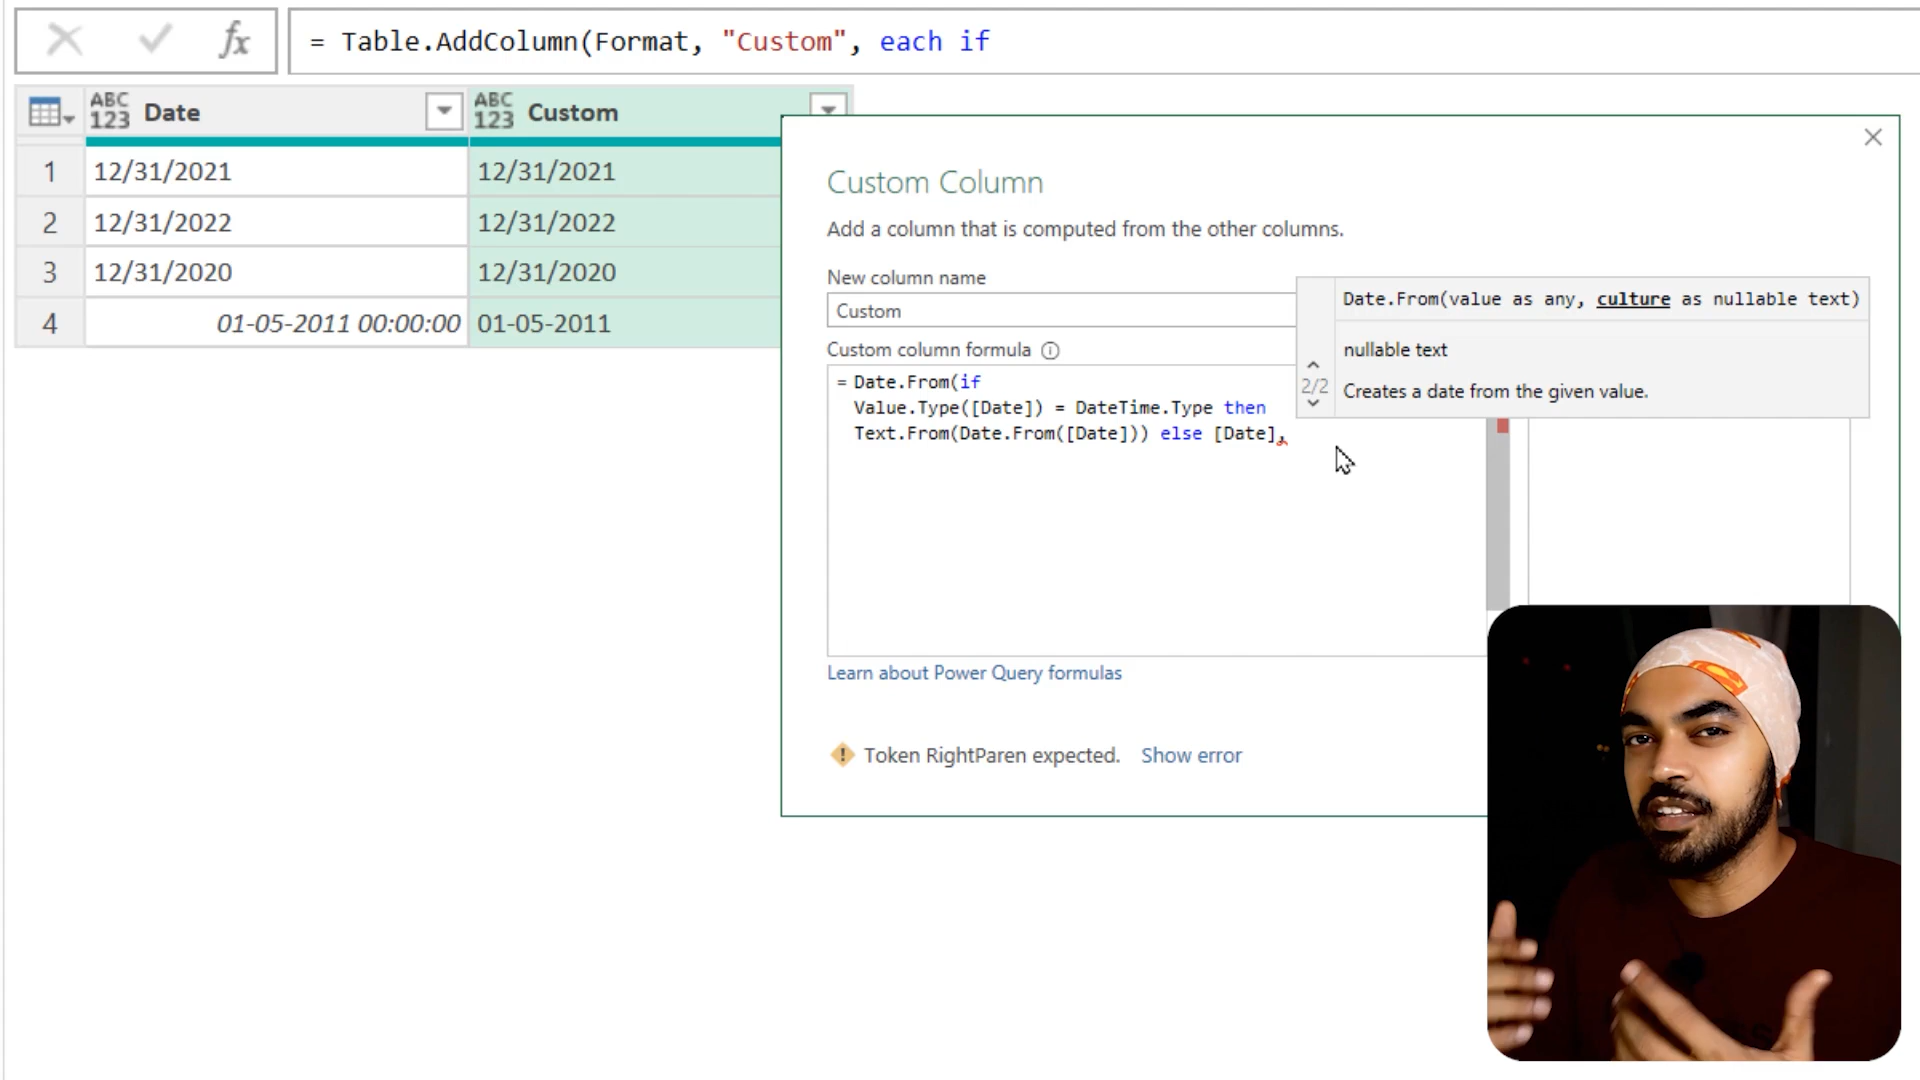 fx
= Table.AddColumn(Format, "Custom", each if
ABC 123 Date ABC 123 Custom
1 12/31/2021 12/31/2021
2 12/31/2022 12/31/2022
3 12/31/2020 12/31/2020
4 01-05-2011 00:00:00 01-05-2011
Custom Column
Add a column that is computed from the other columns.
New column name
Custom
Date.From(value as any, culture as nullable text)
nullable text
2/2
Creates a date from the given value.
Custom column formula
= Date.From(if
Value.Type([Date]) = DateTime.Type then
Text.From(Date.From([Date])) else [Date],
Learn about Power Query formulas
Token RightParen expected. Show error